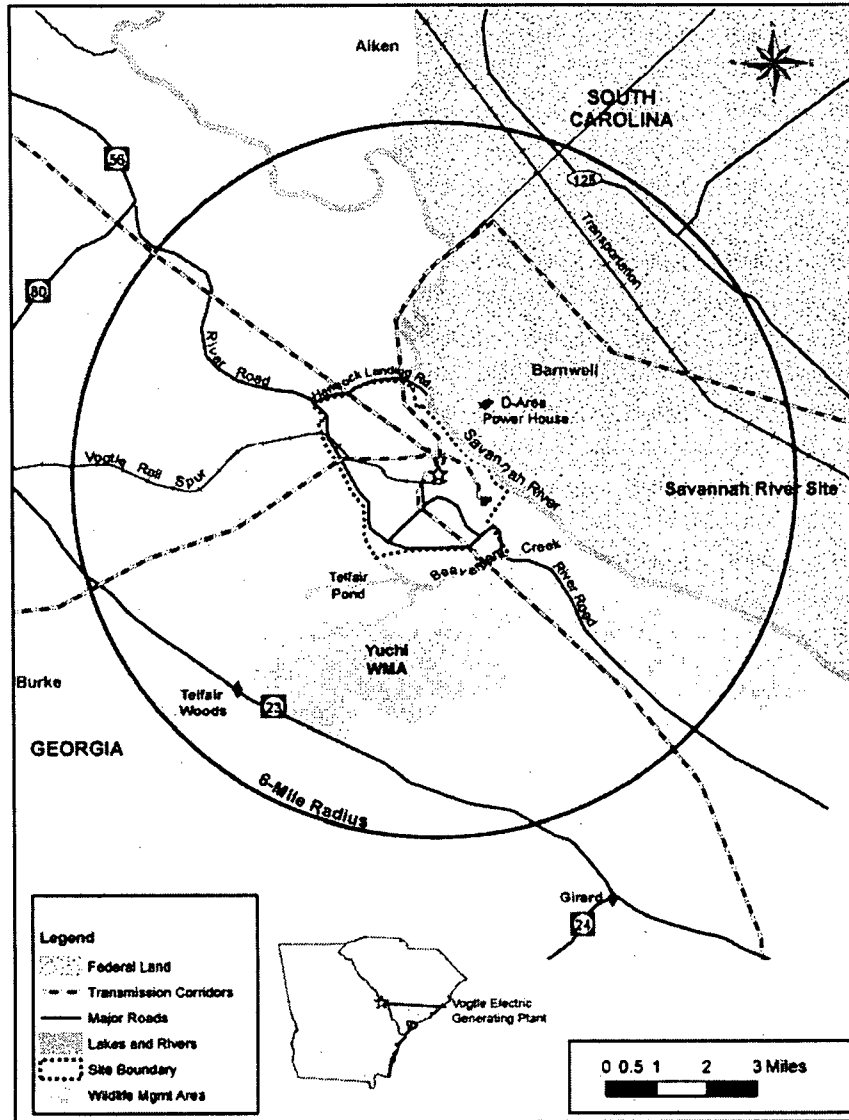 Aiken
SOUTH
CAROLINA
56
125
Transportation
80
River Road
Hancock Landing Rd.
Barnwell
D-Area
Power House
Savannah River
Vogtle Rail Spur
Savannah River Site
Beaverdam Creek
River Road
Telfair
Pond
Yuchi
WMA
Burke
Telfair
Woods
23
GEORGIA
6-Mile Radius
Girard
24
Legend
Federal Land
Transmission Corridors
Major Roads
Lakes and Rivers
Site Boundary
Wildlife Mgmt Area
Vogtle Electric
Generating Plant
0 0.5 1 2 3 Miles